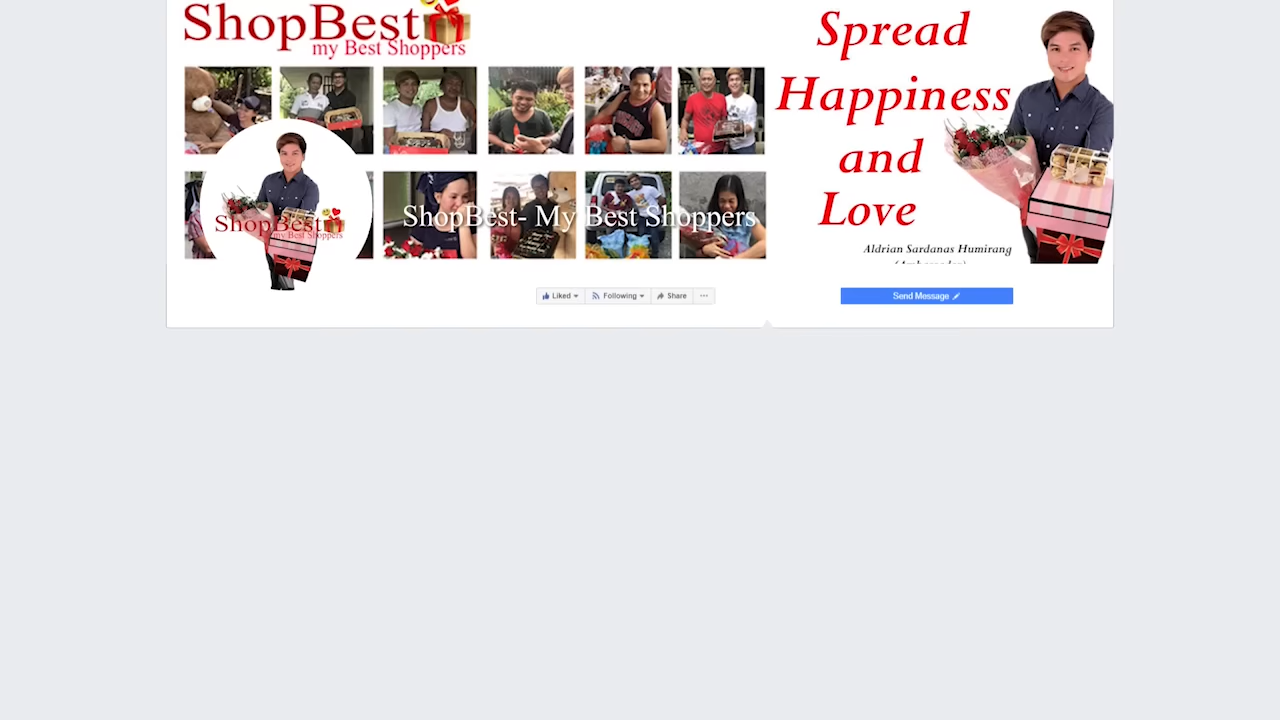 ShopBest
my Best Shoppers
Spread
Happiness
and
Love
Aldrian Sardanas Humirang
(Ambassador)
ShopBest
my Best Shoppers
ShopBest- My Best Shoppers
Liked
Following
Share
Send Message